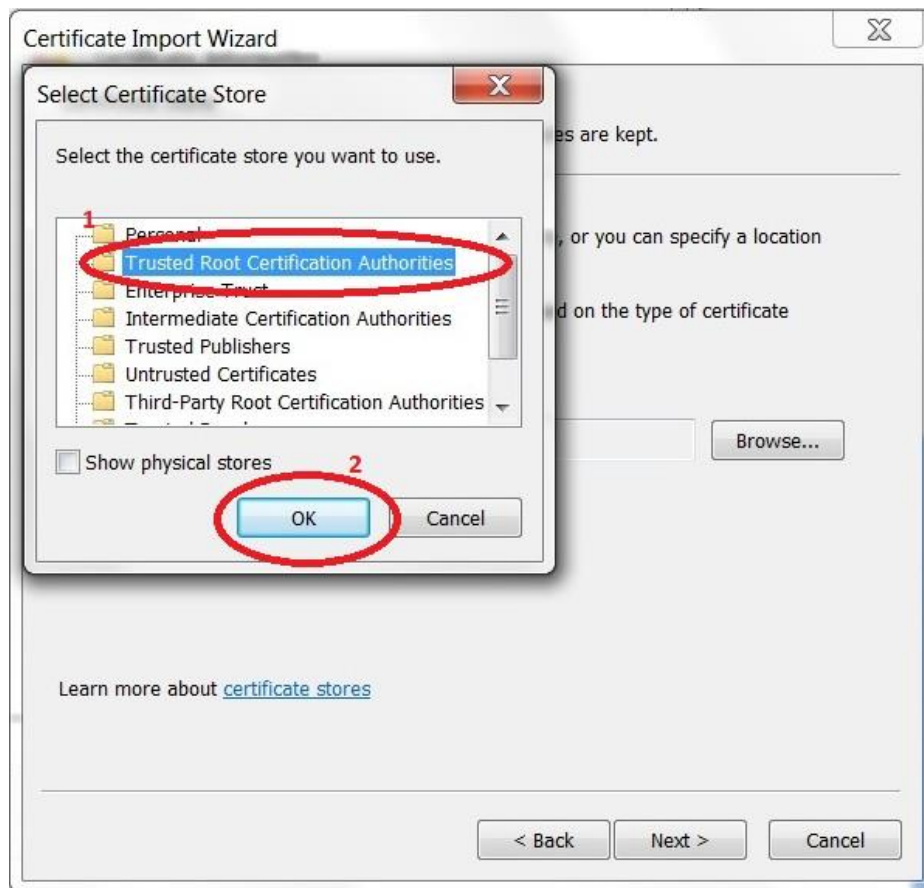 Certificate Import Wizard
Select Certificate Store
es are kept.
Select the certificate store you want to use.
1
Personal
, or you can specify a location
Trusted Root Certification Authorities
Enterprise Trust
d on the type of certificate
Intermediate Certification Authorities
Trusted Publishers
Untrusted Certificates
Third-Party Root Certification Authorities
Browse...
Show physical stores
2
OK
Cancel
Learn more about certificate stores
< Back
Next >
Cancel